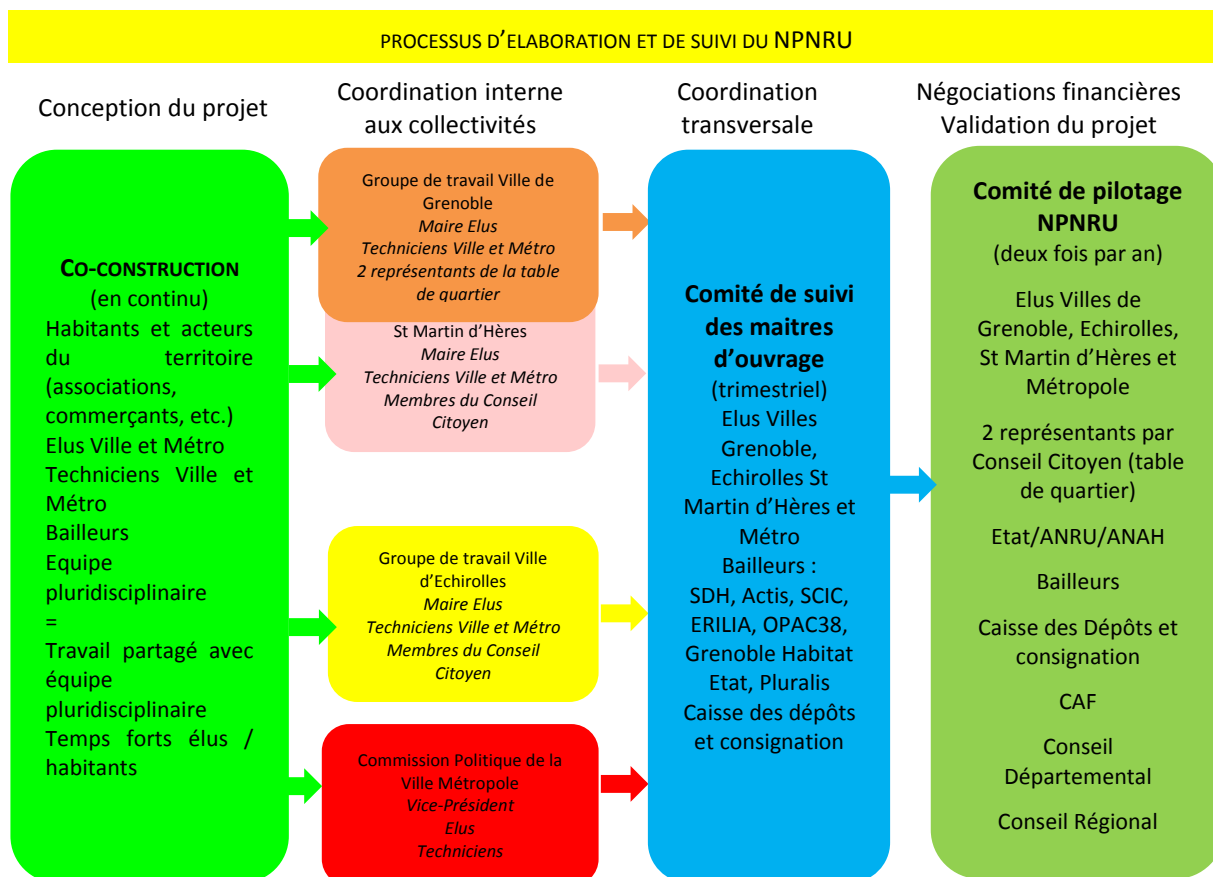 PROCESSUS D'ELABORATION ET DE SUIVI DU NPNRU
Conception du projet
Coordination interne
aux collectivités
Coordination
transversale
Négociations financières
Validation du projet
CO-CONSTRUCTION
(en continu)
Habitants et acteurs
du territoire
(associations,
commerçants, etc.)
Elus Ville et Métro
Techniciens Ville et
Métro
Bailleurs
Equipe
pluridisciplinaire
=
Travail partagé avec
équipe
pluridisciplinaire
Temps forts élus /
habitants
Groupe de travail Ville de
Grenoble
Maire Elus
Techniciens Ville et Métro
2 représentants de la table
de quartier
St Martin d'Hères
Maire Elus
Techniciens Ville et Métro
Membres du Conseil
Citoyen
Groupe de travail Ville
d'Echirolles
Maire Elus
Techniciens Ville et Métro
Membres du Conseil
Citoyen
Commission Politique de la
Ville Métropole
Vice-Président
Elus
Techniciens
Comité de suivi
des maitres
d'ouvrage
(trimestriel)
Elus Villes
Grenoble,
Echirolles St
Martin d'Hères et
Métro
Bailleurs :
SDH, Actis, SCIC,
ERILIA, OPAC38,
Grenoble Habitat
Etat, Pluralis
Caisse des dépôts
et consignation
Comité de pilotage
NPNRU
(deux fois par an)
Elus Villes de
Grenoble, Echirolles,
St Martin d'Hères et
Métropole
2 représentants par
Conseil Citoyen (table
de quartier)
Etat/ANRU/ANAH
Bailleurs
Caisse des Dépôts et
consignation
CAF
Conseil
Départemental
Conseil Régional